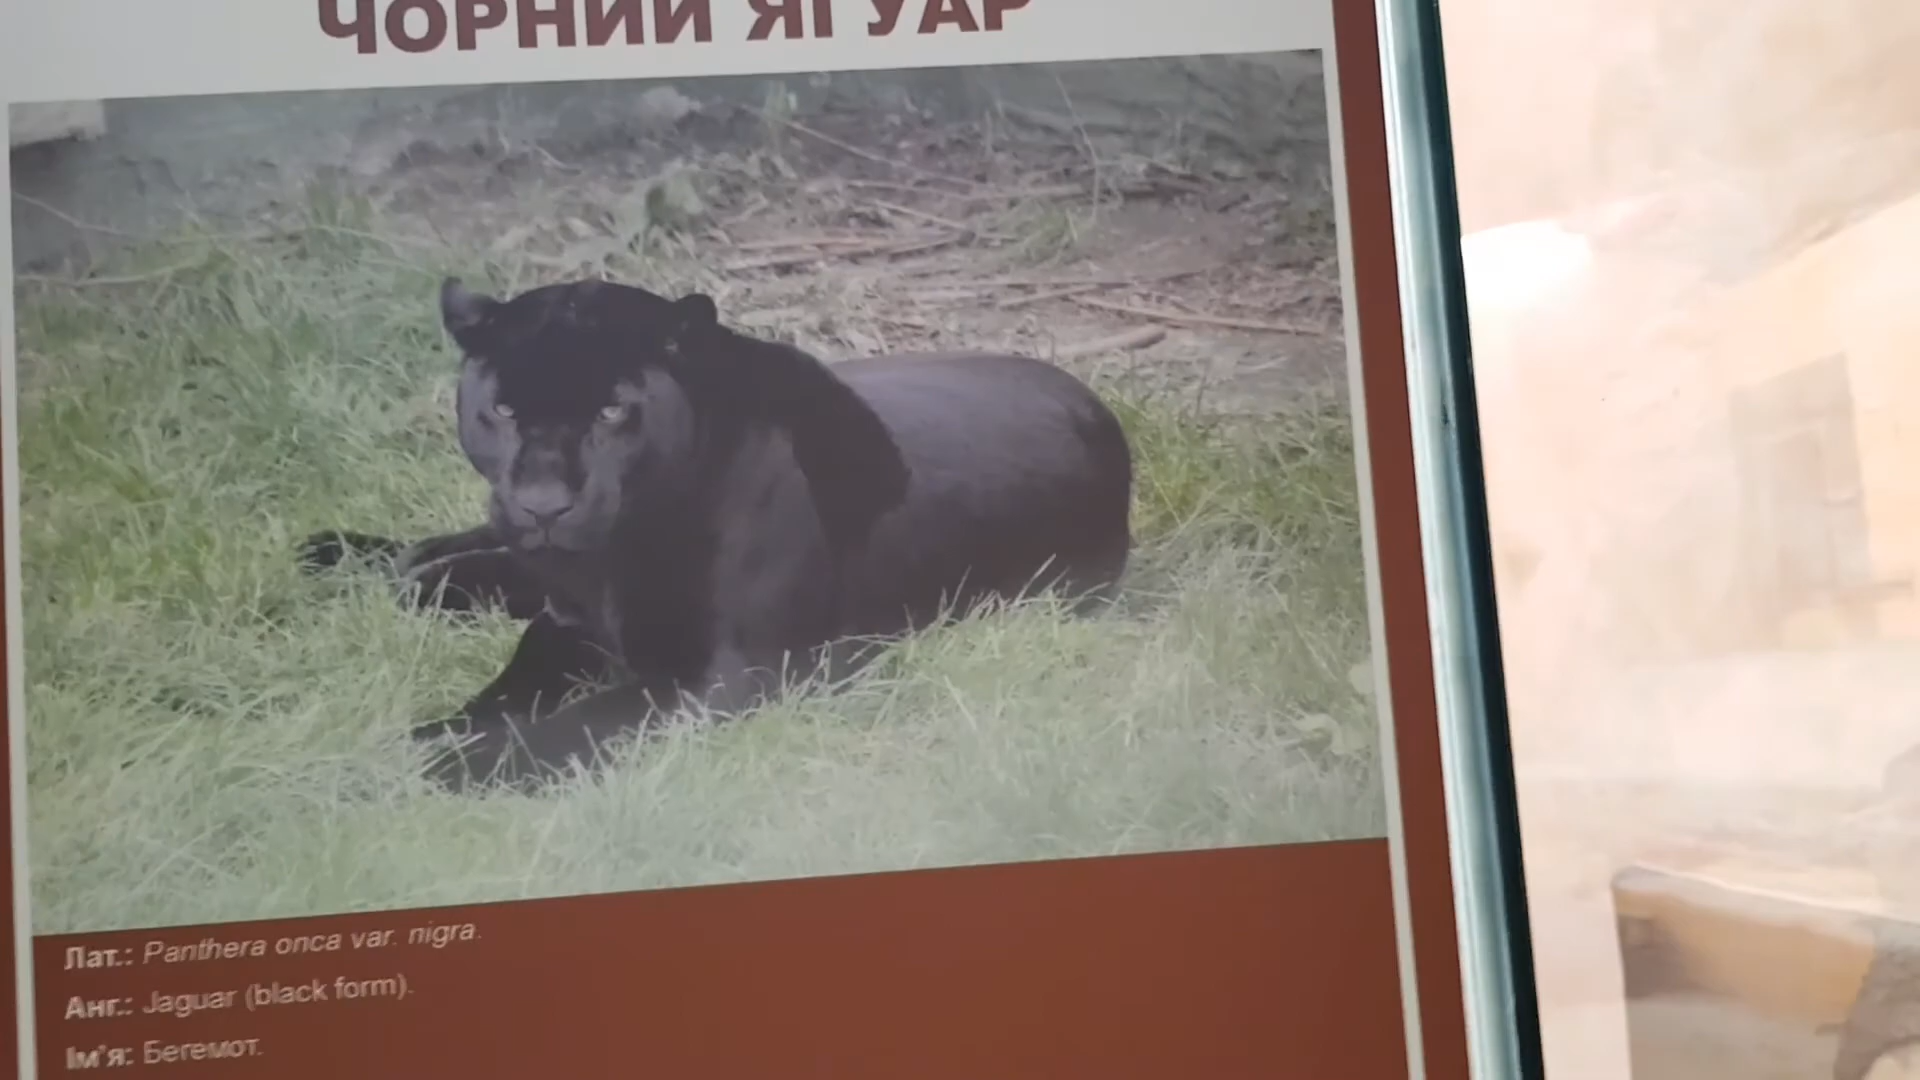 ЧОРНИЙ ЯГУАР
Лат.: Panthera onca var. nigra.
Анг.: Jaguar (black form).
Ім'я: Бегемот.